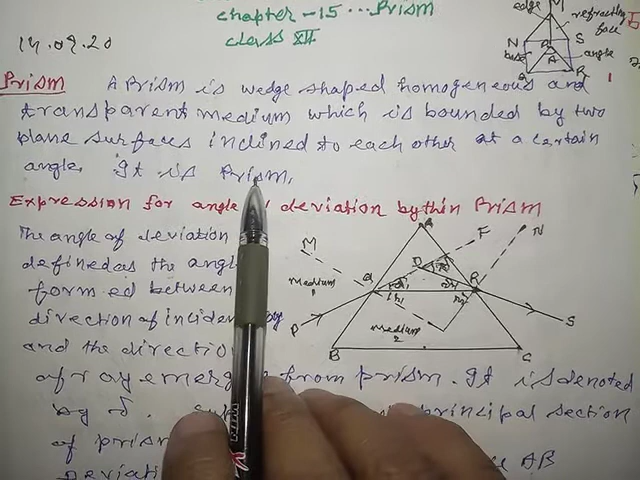 chapter -15 ... Prism
class XII
14.09.20
edge
M
refracting
face
N
S
base
A
angle
Q
R
Prism A Prism is wedge shaped homogeneous and
transparent medium which is bounded by two
plane surfaces inclined to each other at a certain
angle. It is Prism.
Expression for angle deviation by thin Prism
The angle of deviation
defined as the angle
formed between
direction of incident
and the direction
of ray emerg from prism. It is denoted
by δ. principal section
of prism
Deviati AB
A
M
F
N
medium
1
D
Q
R
P
S
medium
2
B
C